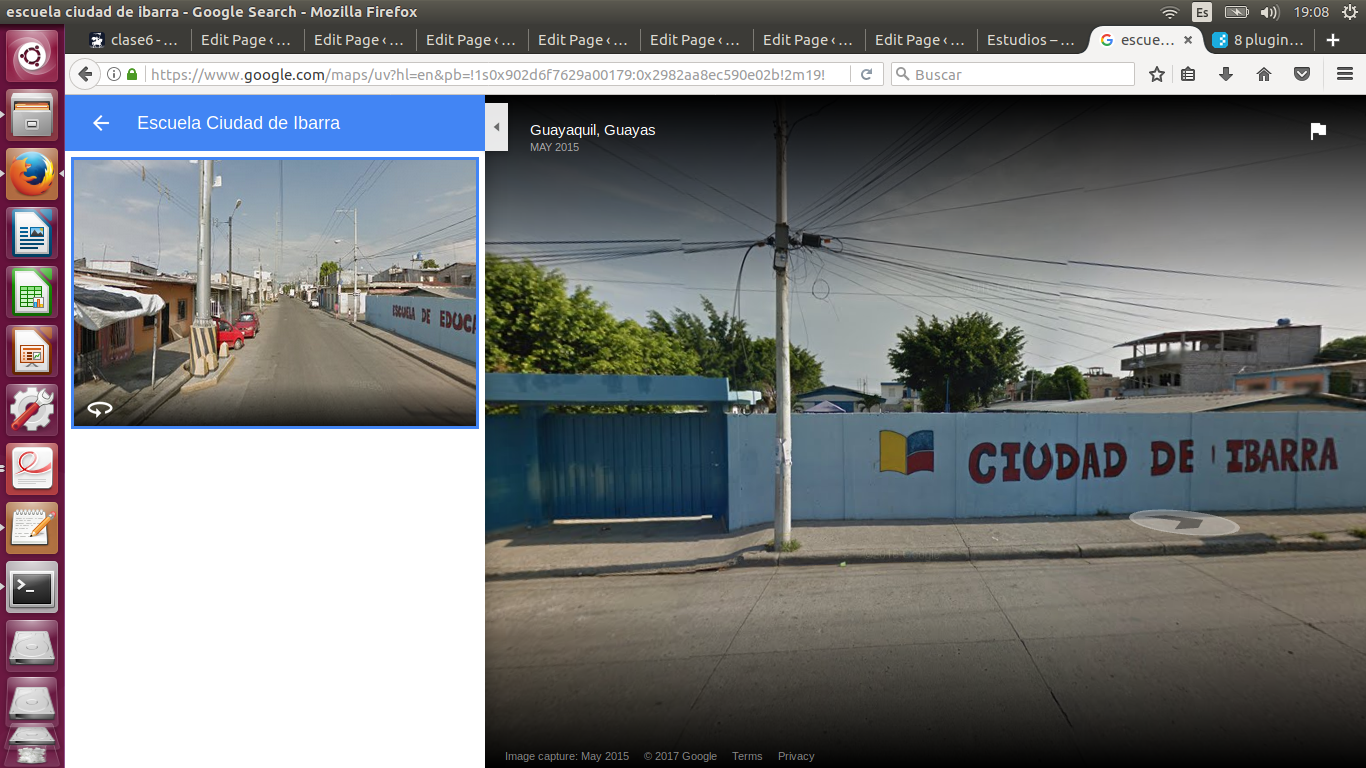 escuela ciudad de ibarra - Google Search - Mozilla Firefox
Es
19:08
clase6 - ...
Edit Page ‹ ...
Edit Page ‹ ...
Edit Page ‹ ...
Edit Page ‹ ...
Edit Page ‹ ...
Edit Page ‹ ...
Edit Page ‹ ...
Estudios – ...
escue...
8 plugin...
https://www.google.com/maps/uv?hl=en&pb=!1s0x902d6f7629a00179:0x2982aa8ec590e02b!2m19!
Buscar
Escuela Ciudad de Ibarra
ESCUELA DE EDUCA
Guayaquil, Guayas
MAY 2015
CIUDAD DE IBARRA
Image capture: May 2015
© 2017 Google
Terms
Privacy